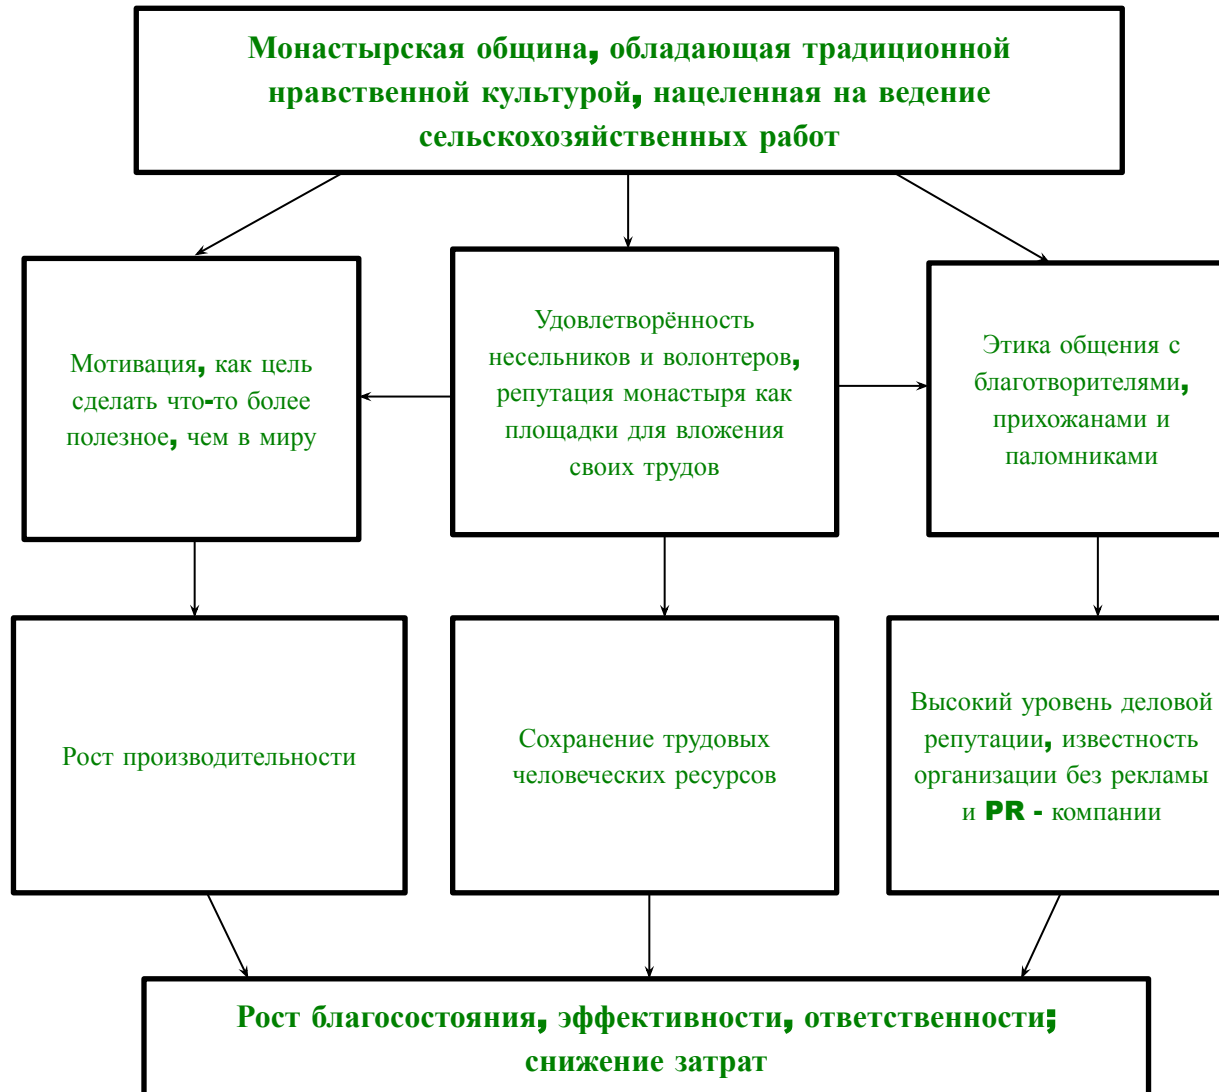 Монастырская община, обладающая традиционной
нравственной культурой, нацеленная на ведение
сельскохозяйственных работ
Мотивация, как цель
сделать что-то более
полезное, чем в миру
Удовлетворённость
несельников и волонтеров,
репутация монастыря как
площадки для вложения
своих трудов
Этика общения с
благотворителями,
прихожанами и
паломниками
Рост производительности
Сохранение трудовых
человеческих ресурсов
Высокий уровень деловой
репутации, известность
организации без рекламы
и PR - компании
Рост благосостояния, эффективности, ответственности;
снижение затрат